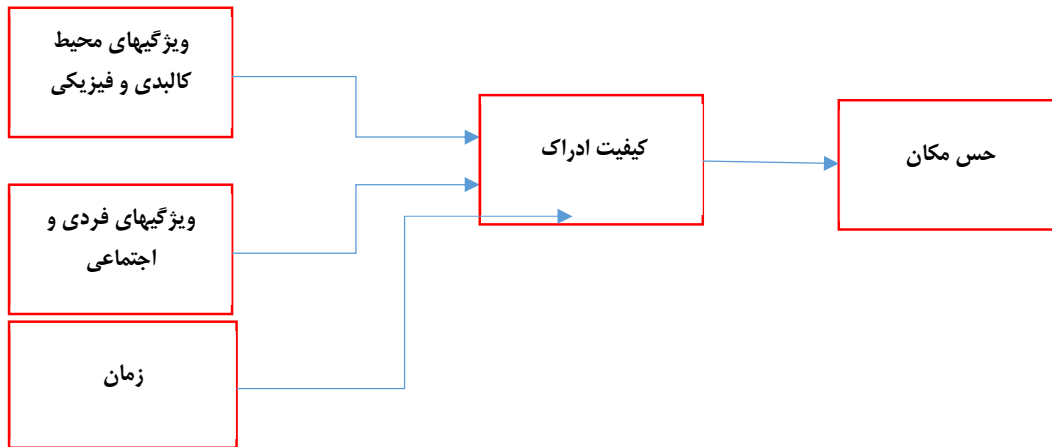 ویژگیهای محیط
کالبدی و فیزیکی
کیفیت ادراک
حس مکان
ویژگیهای فردی و
اجتماعی
زمان